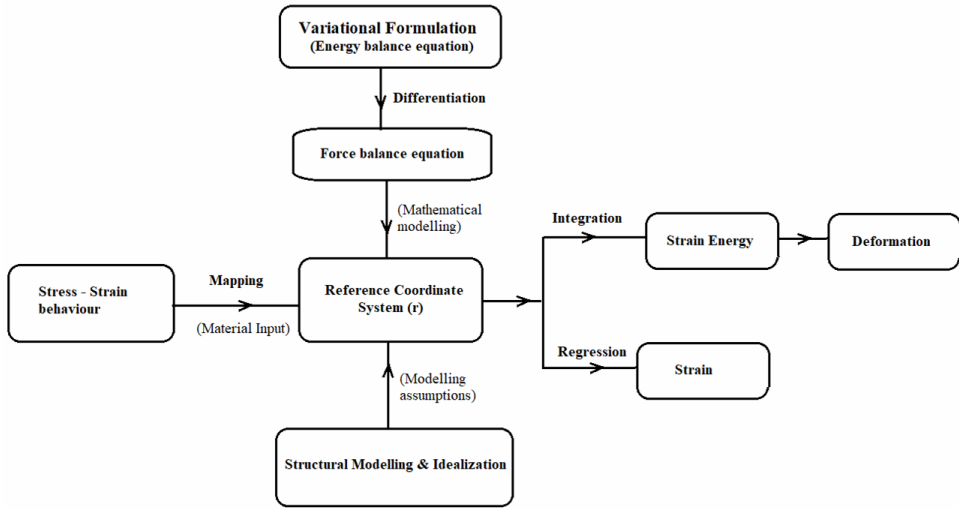 Variational Formulation
(Energy balance equation)
Differentiation
Force balance equation
(Mathematical
modelling)
Integration
Strain Energy
Deformation
Stress - Strain
behaviour
Mapping
(Material Input)
Reference Coordinate
System (r)
Regression
Strain
(Modelling
assumptions)
Structural Modelling & Idealization